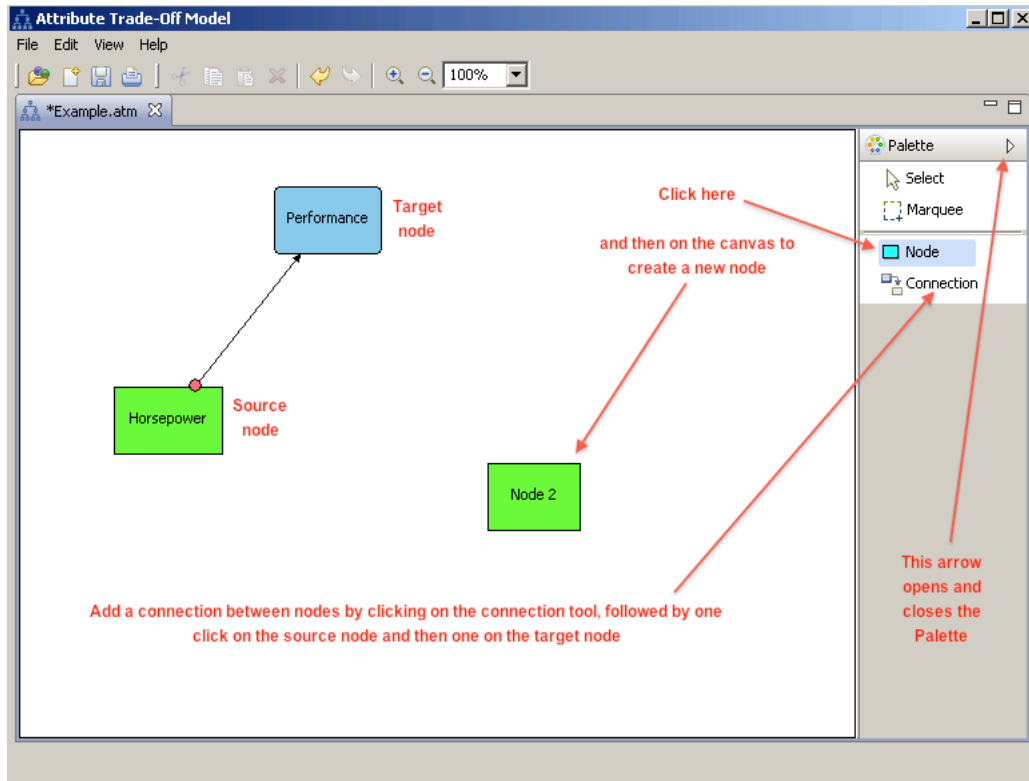 Attribute Trade-Off Model
File Edit View Help
100%
*Example.atm
Palette
Select
Marquee
Node
Connection
Performance
Target
node
Click here
and then on the canvas to
create a new node
Horsepower
Source
node
Node 2
This arrow
opens and
closes the
Palette
Add a connection between nodes by clicking on the connection tool, followed by one
click on the source node and then one on the target node